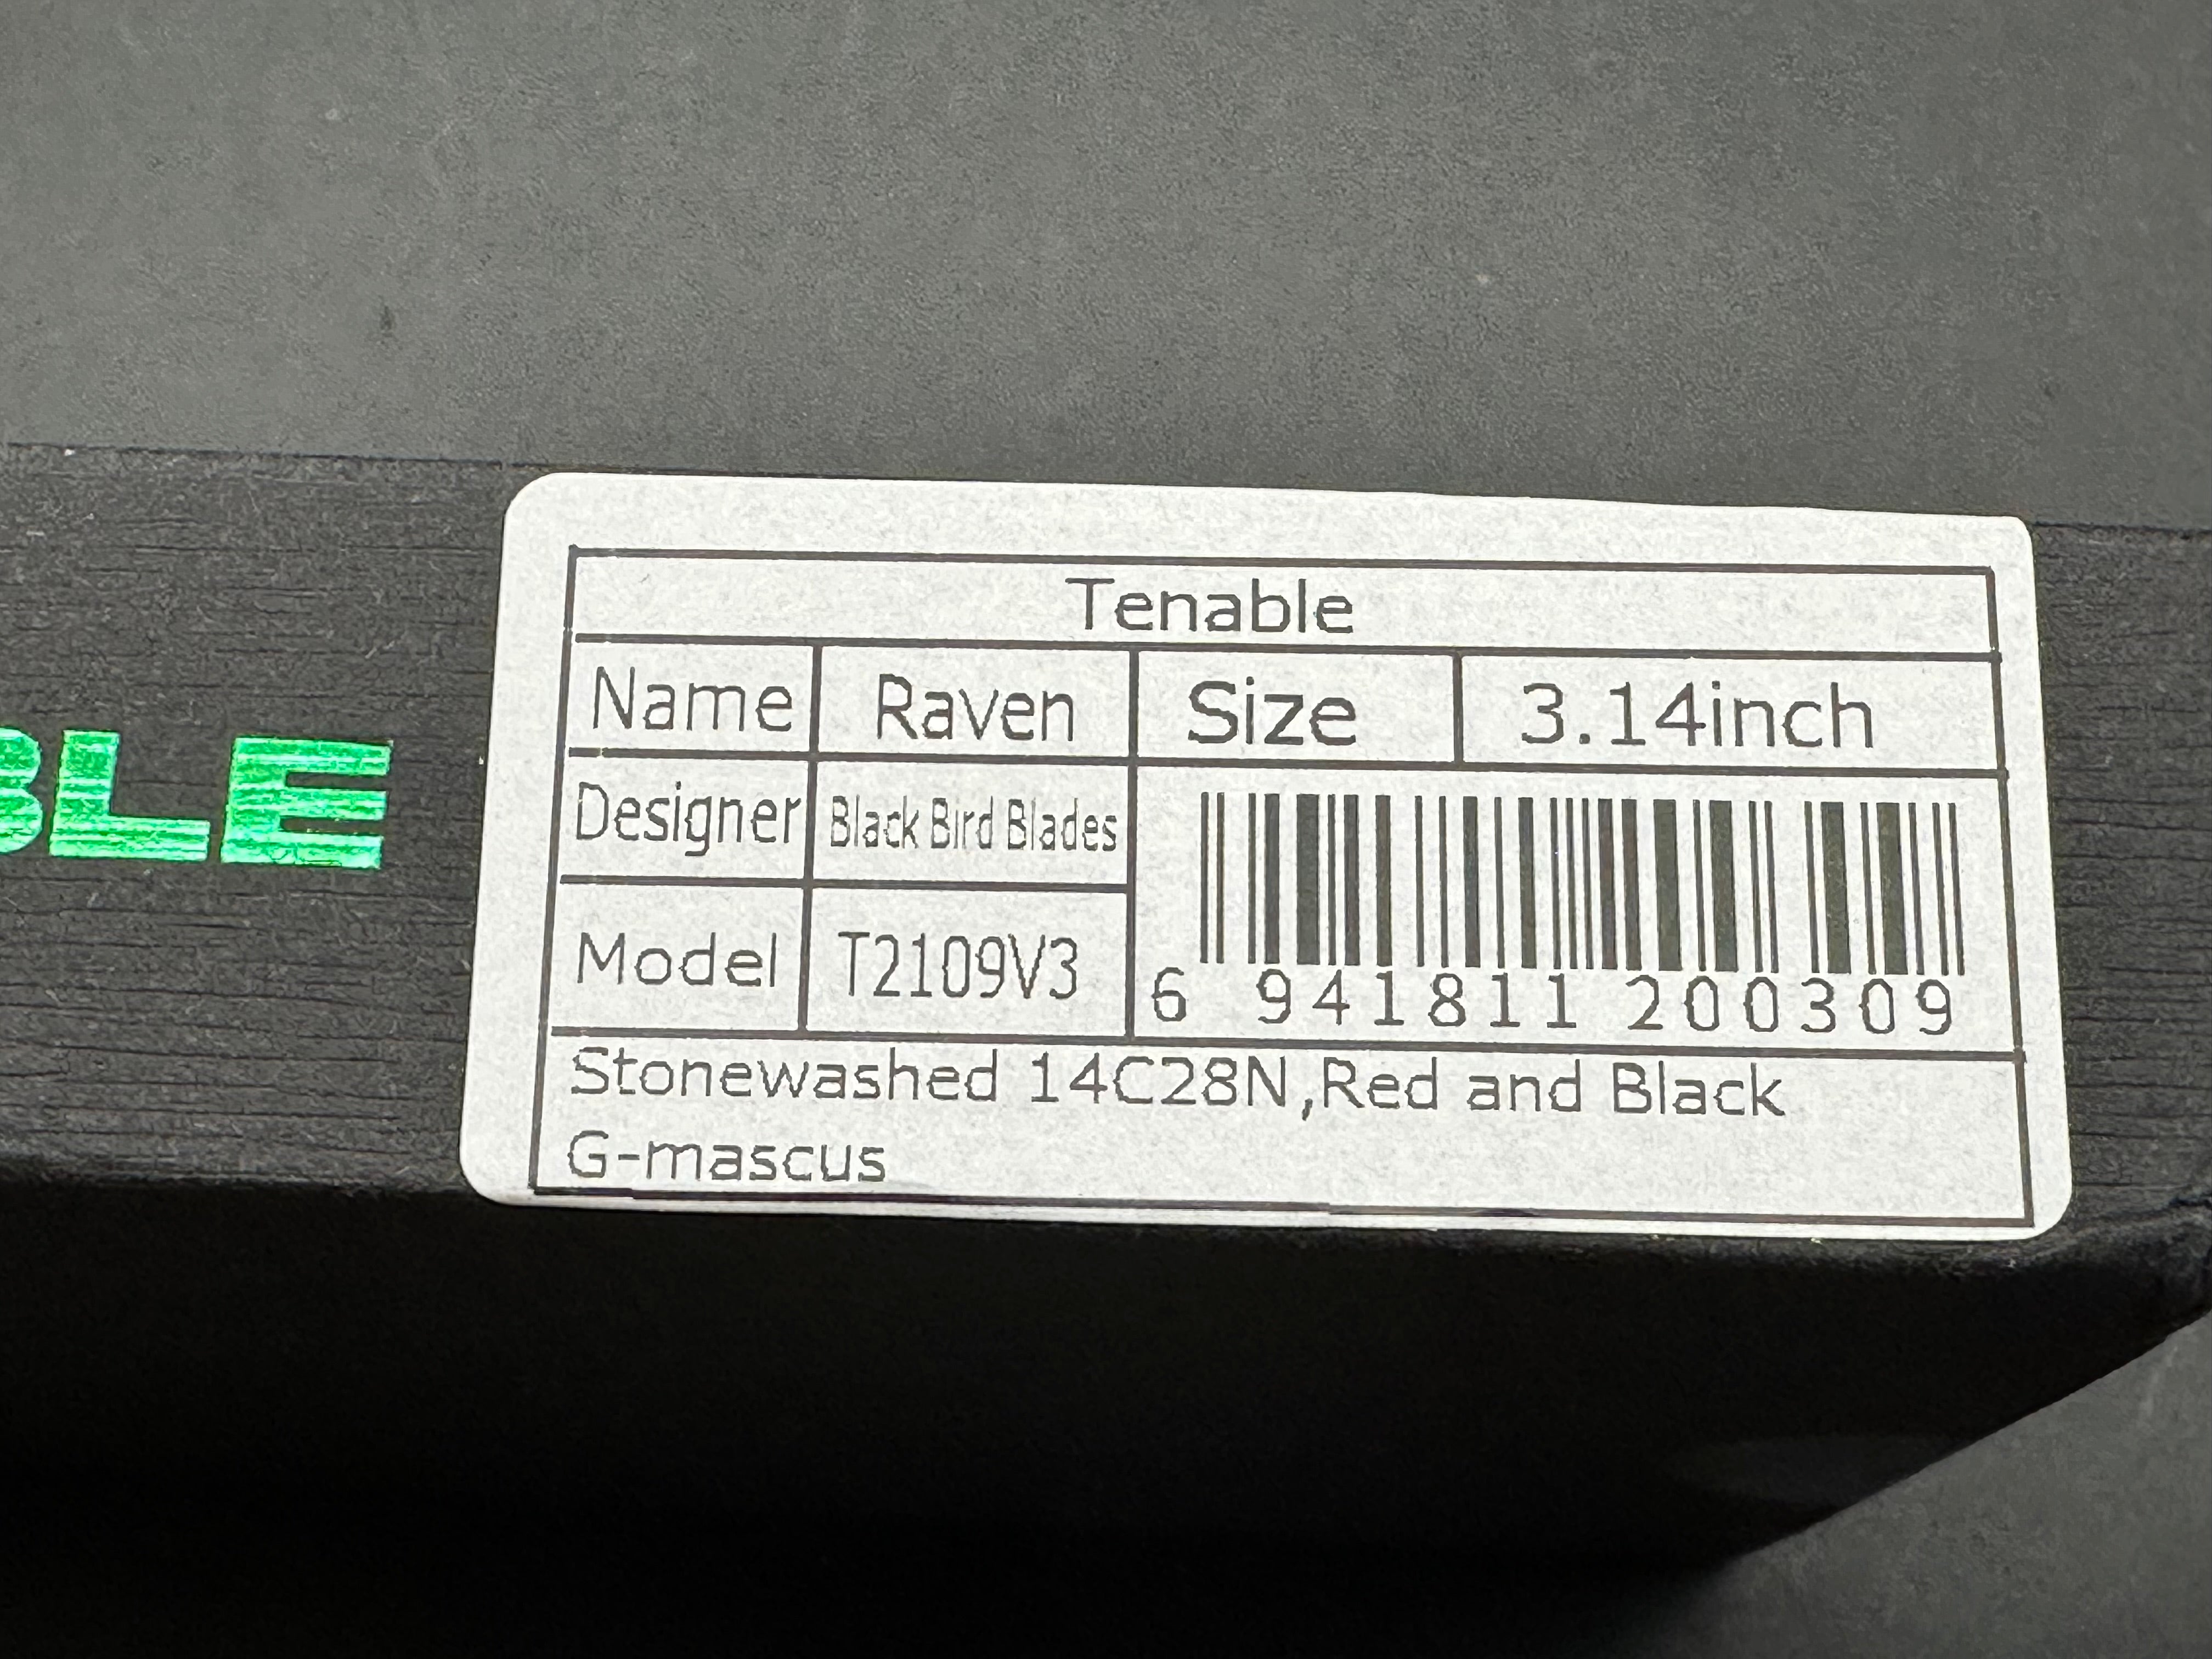 BLE
Tenable
Name Raven Size 3.14inch
Designer Black Bird Blades
Model T2109V3
6 941811 200309
Stonewashed 14C28N,Red and Black
G-mascus